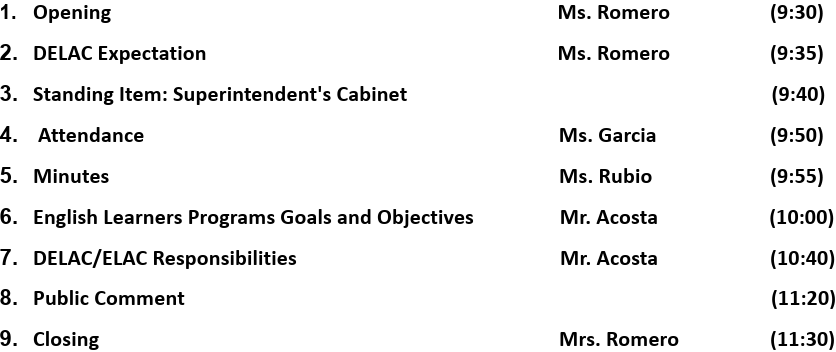 1. Opening Ms. Romero (9:30)
2. DELAC Expectation Ms. Romero (9:35)
3. Standing Item: Superintendent's Cabinet (9:40)
4. Attendance Ms. Garcia (9:50)
5. Minutes Ms. Rubio (9:55)
6. English Learners Programs Goals and Objectives Mr. Acosta (10:00)
7. DELAC/ELAC Responsibilities Mr. Acosta (10:40)
8. Public Comment (11:20)
9. Closing Mrs. Romero (11:30)